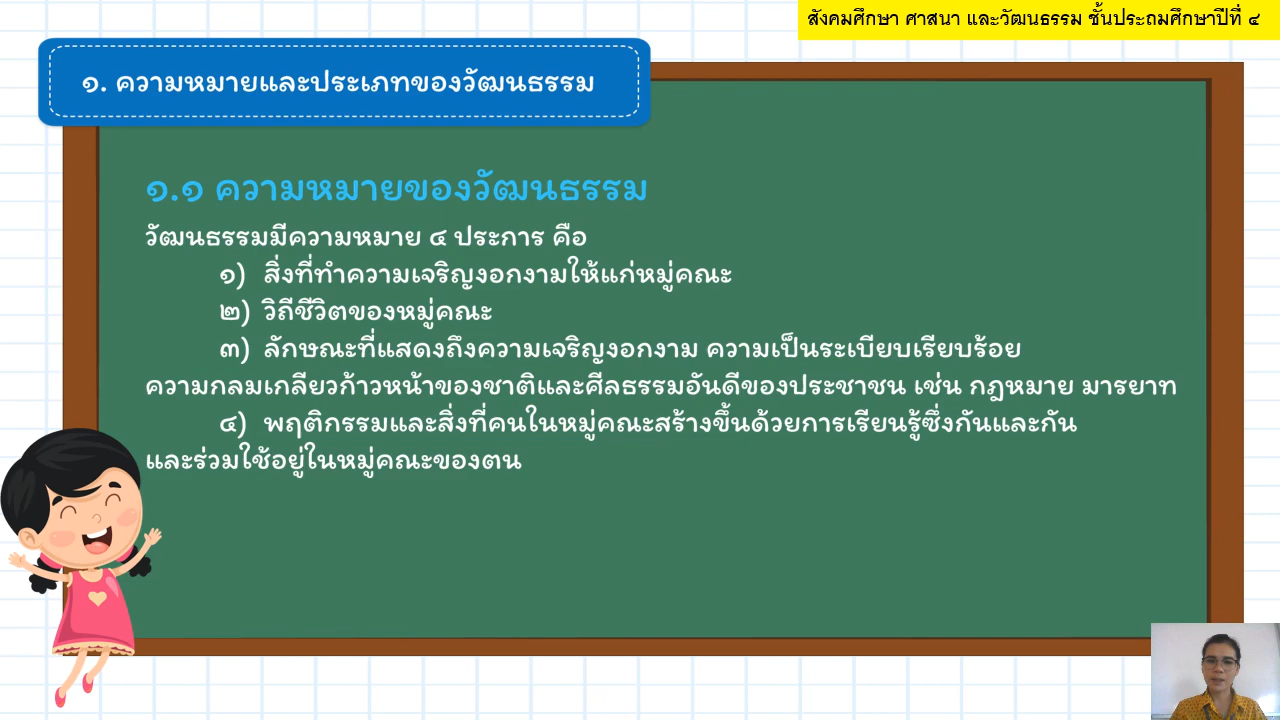 สังคมศึกษา ศาสนา และวัฒนธรรม ชั้นประถมศึกษาปีที่ ๔
๑. ความหมายและประเภทของวัฒนธรรม
๑.๑ ความหมายของวัฒนธรรม
วัฒนธรรมมีความหมาย ๔ ประการ คือ
๑) สิ่งที่ทำความเจริญงอกงามให้แก่หมู่คณะ
๒) วิถีชีวิตของหมู่คณะ
๓) ลักษณะที่แสดงถึงความเจริญงอกงาม ความเป็นระเบียบเรียบร้อย
ความกลมเกลียวก้าวหน้าของชาติและศีลธรรมอันดีของประชาชน เช่น กฎหมาย มารยาท
๔) พฤติกรรมและสิ่งที่คนในหมู่คณะสร้างขึ้นด้วยการเรียนรู้ซึ่งกันและกัน
และร่วมใช้อยู่ในหมู่คณะของตน